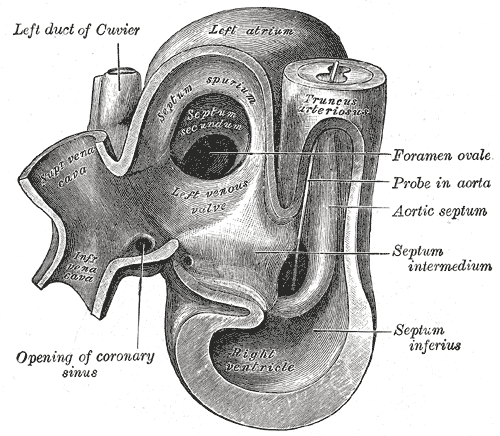 Left duct of Cuvier
Left atrium
Septum spurium
Septum
secundum
Truncus
arteriosus
Supr vena
cava
Left venous
valve
Foramen ovale
Probe in aorta
Aortic septum
Septum
intermedium
Infr
vena
cava
Opening of coronary
sinus
Right
ventricle
Septum
inferius